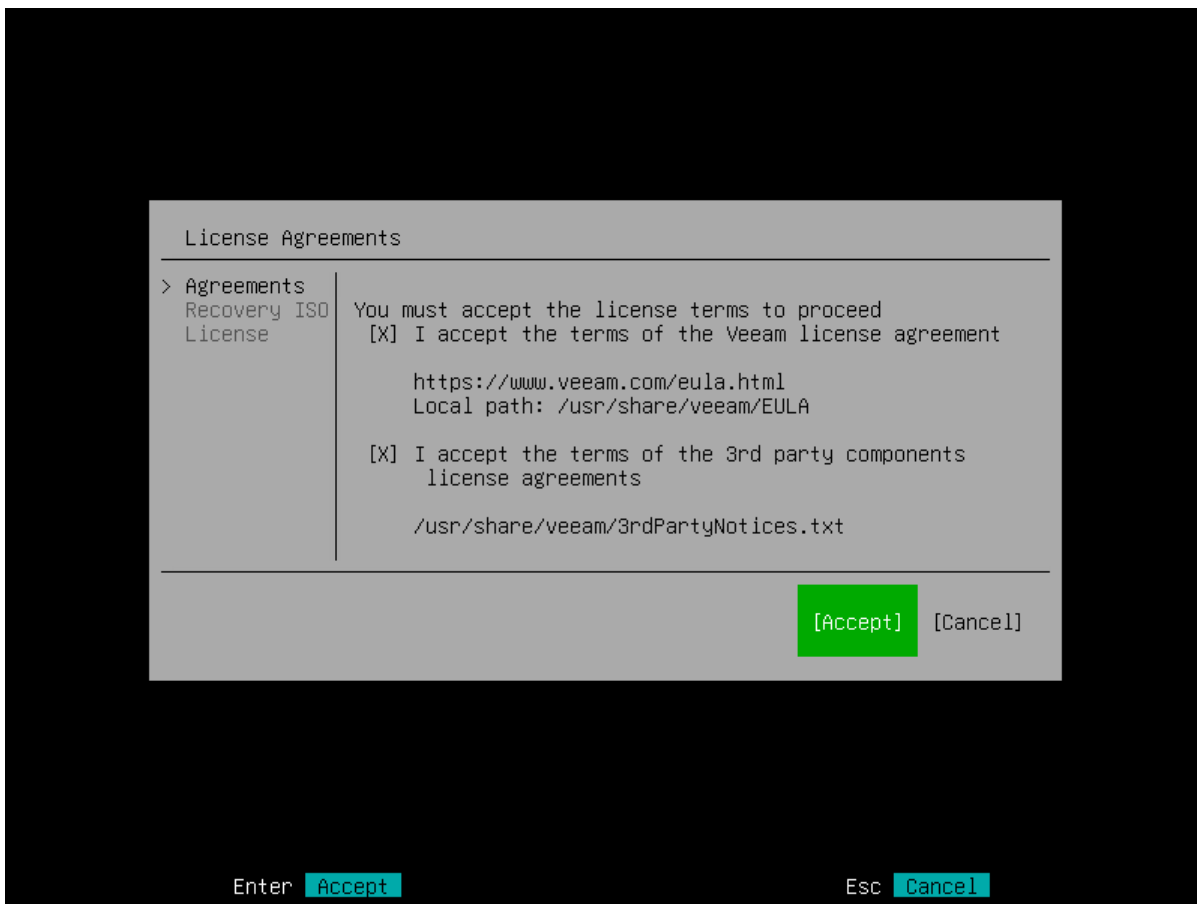 License Agreements
> Agreements
Recovery ISO
License
You must accept the license terms to proceed
[X] I accept the terms of the Veeam license agreement
https://www.veeam.com/eula.html
Local path: /usr/share/veeam/EULA
[X] I accept the terms of the 3rd party components
license agreements
/usr/share/veeam/3rdPartyNotices.txt
[Accept] [Cancel]
Enter Accept Esc Cancel